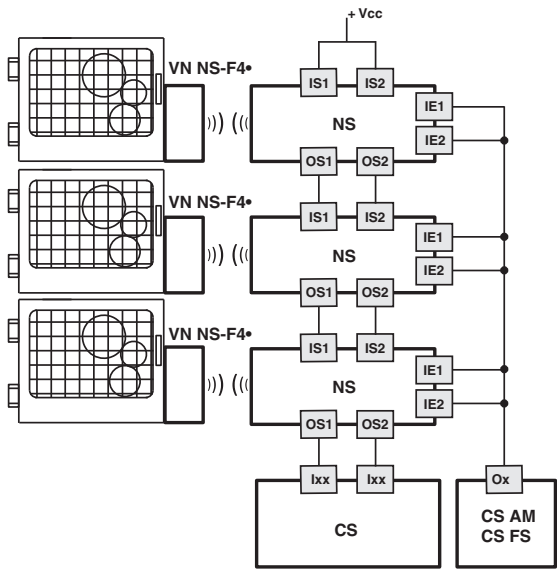 + Vcc
VN NS-F4•
IS1 IS2
IE1
NS
IE2
OS1 OS2
VN NS-F4•
IS1 IS2
IE1
NS
IE2
OS1 OS2
VN NS-F4•
IS1 IS2
IE1
NS
IE2
OS1 OS2
Ixx Ixx
Ox
CS
CS AM
CS FS